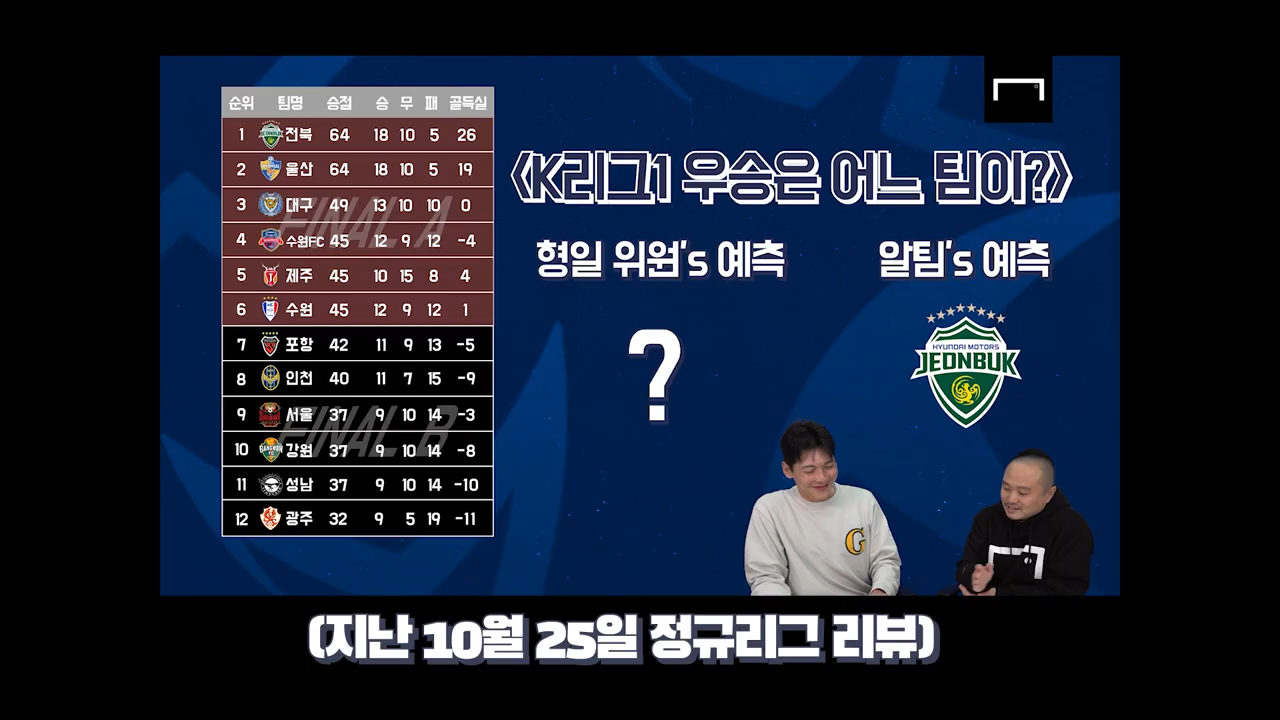 순위 팀명 승점 승 무 패 골득실
1 전북 64 18 10 5 26
2 울산 64 18 10 5 19
3 대구 49 13 10 10 0
4 수원FC 45 12 9 12 -4
5 제주 45 10 15 8 4
6 수원 45 12 9 12 1
FINAL A
7 포항 42 11 9 13 -5
8 인천 40 11 7 15 -9
9 서울 37 9 10 14 -3
10 강원 37 9 10 14 -8
11 성남 37 9 10 14 -10
12 광주 32 9 5 19 -11
FINAL B
<K리그1 우승은 어느 팀이?>
형일 위원's 예측
알팀's 예측
?
HYUNDAI MOTORS
JEONBUK
G
(지난 10월 25일 정규리그 리뷰)